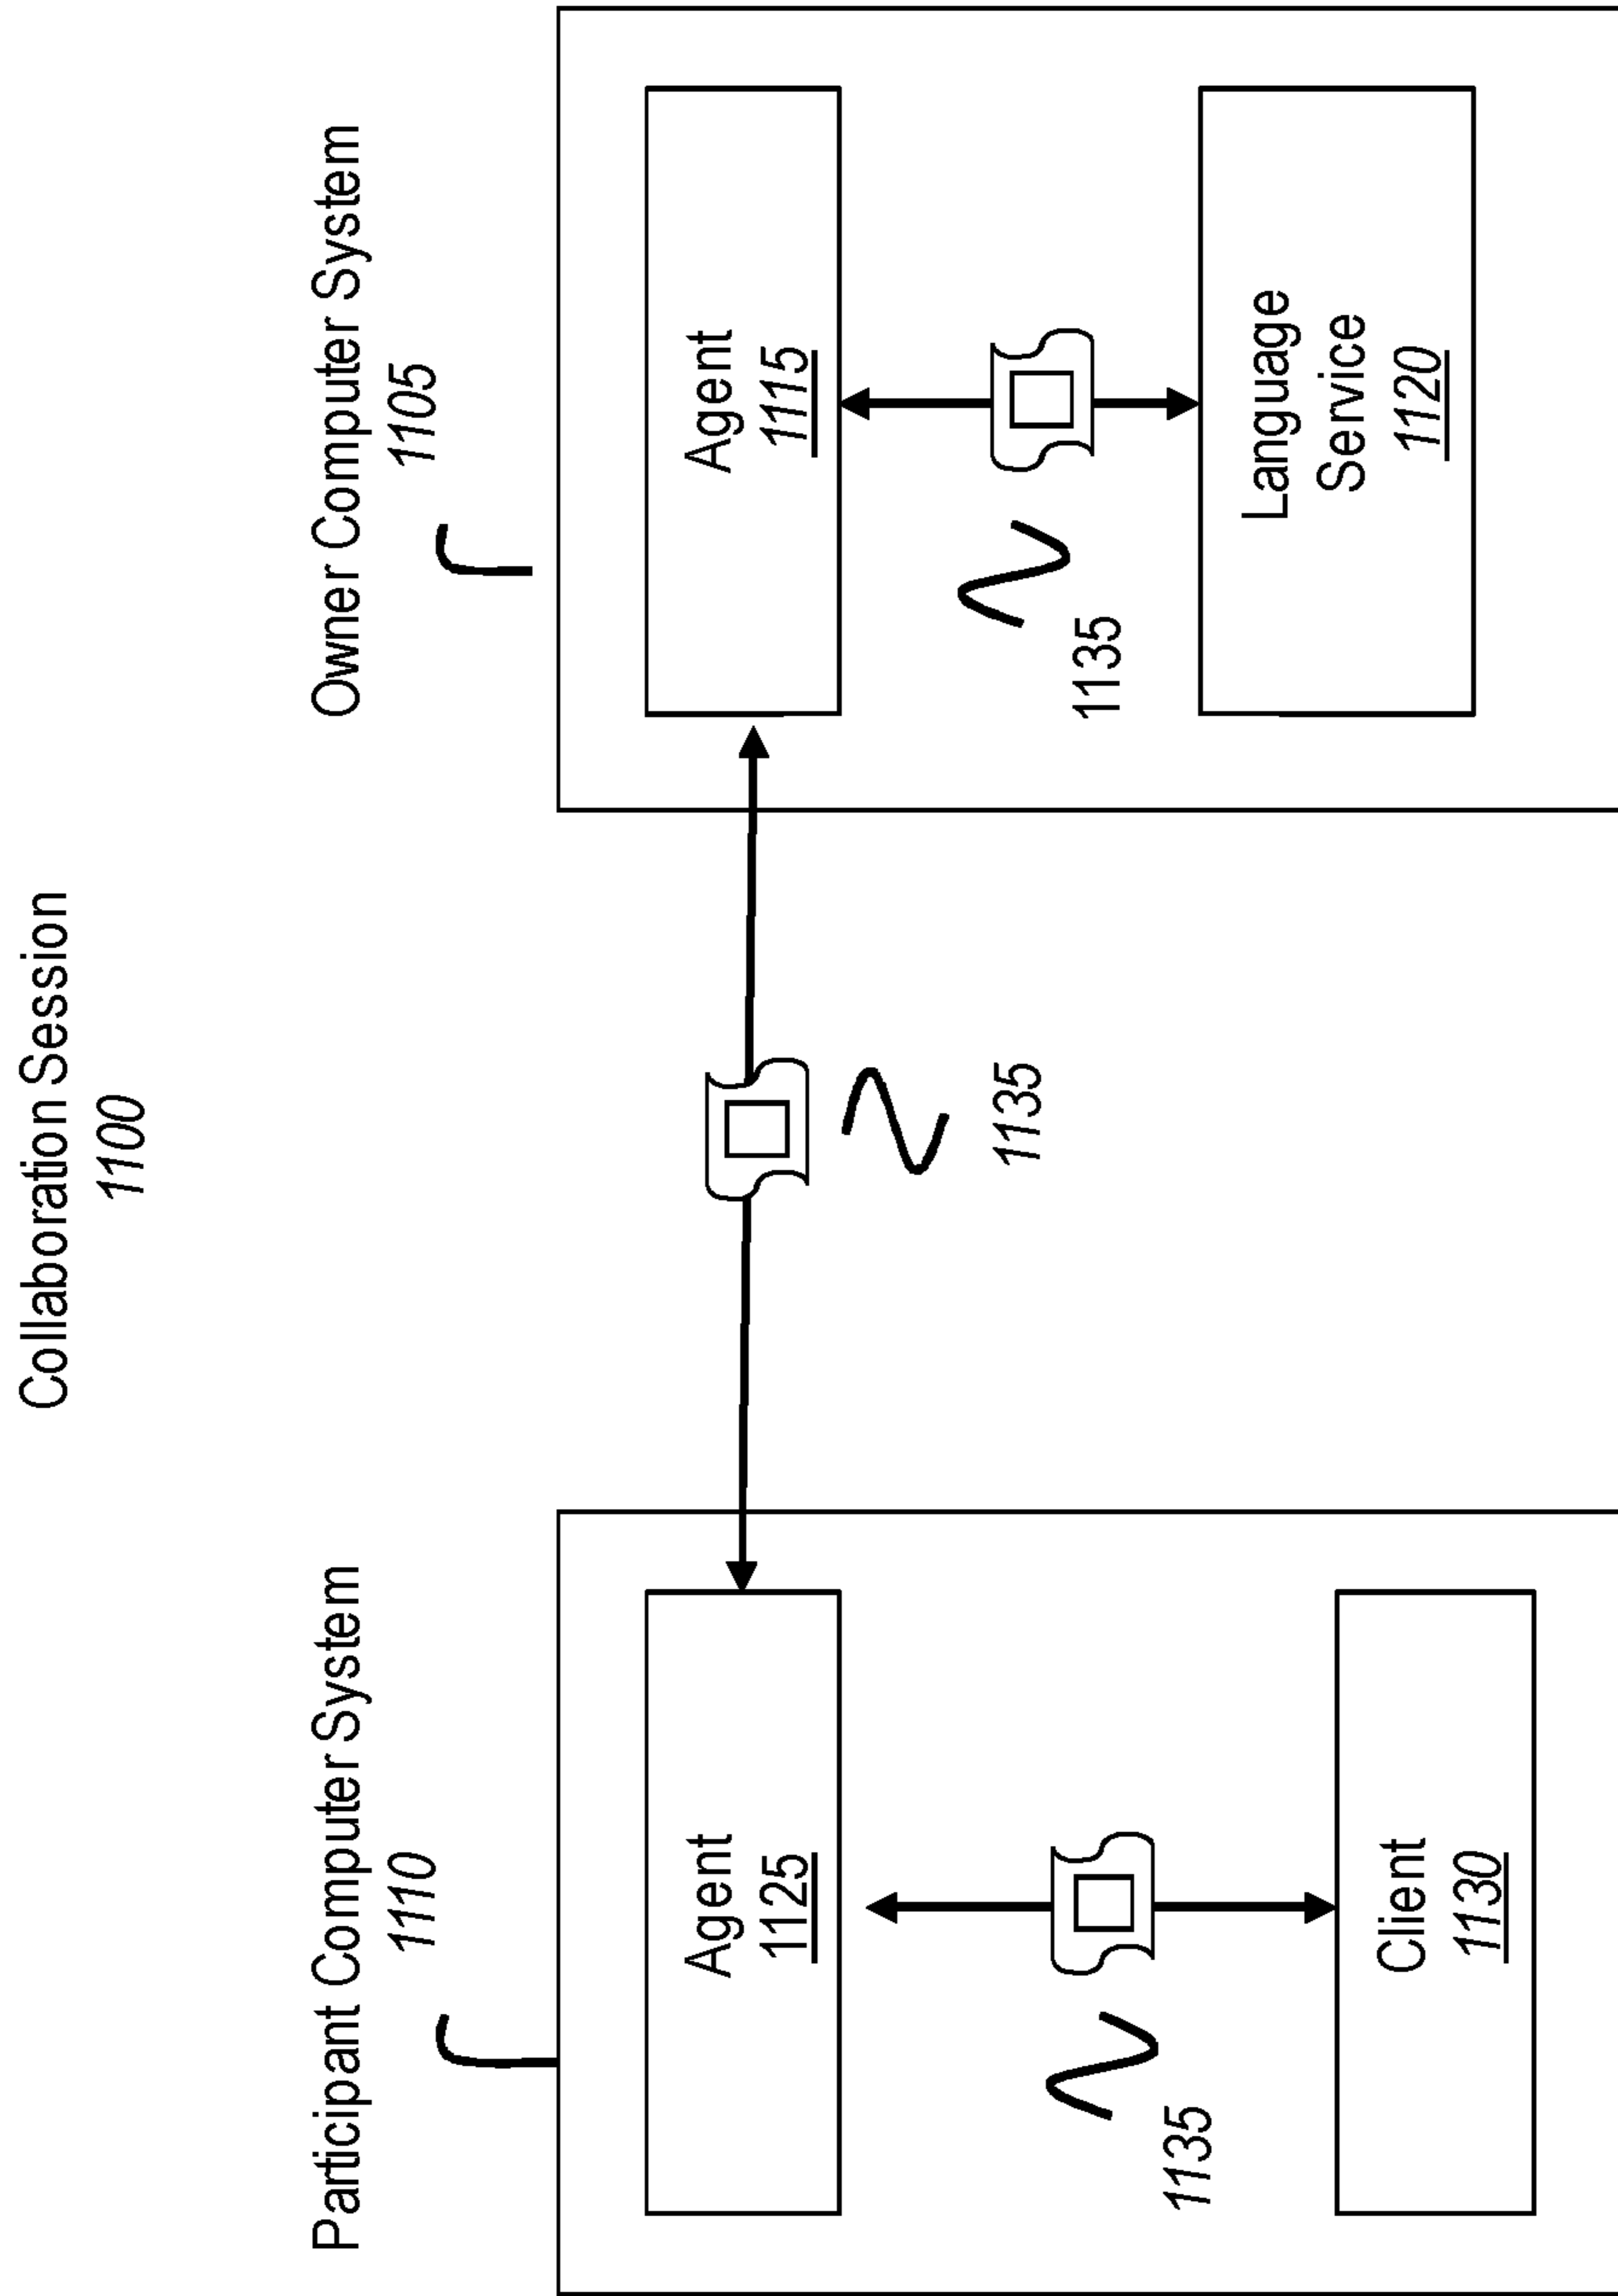 Collaboration Session
1100
Participant Computer System
1110
Owner Computer System
1105
Agent
1125
Agent
1115
1135
1135
1135
Client
1130
Language
Service
1120